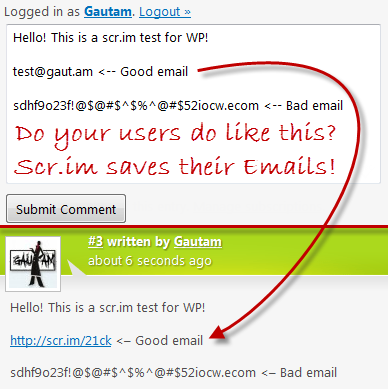 Logged in as Gautam. Logout »
Hello! This is a scr.im test for WP!
test@gaut.am <-- Good email
sdhf9o23f!@$@#$^$%^@#$52iocw.ecom <-- Bad email
Do your users do like this?
Scr.im saves their Emails!
Submit Comment
GAUTAM
#3 written by Gautam
about 6 seconds ago
Hello! This is a scr.im test for WP!
http://scr.im/21ck <– Good email
sdhf9o23f!@$@#$^$%^@#$52iocw.ecom <– Bad email